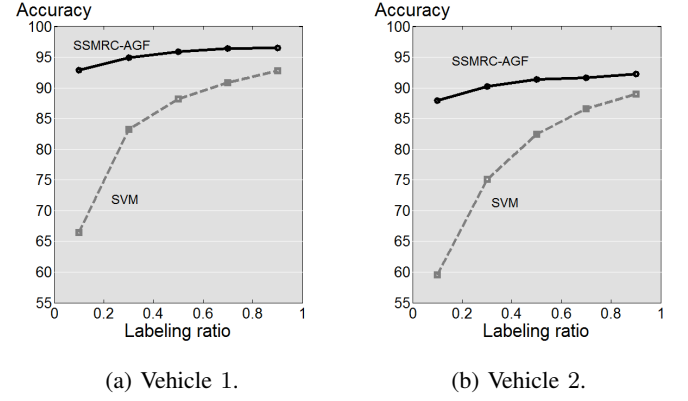 Accuracy
100
95
90
85
80
75
70
65
60
55
SSMRC-AGF
SVM
0 0.2 0.4 0.6 0.8 1
Labeling ratio
(a) Vehicle 1.
Accuracy
100
95
90
85
80
75
70
65
60
55
SSMRC-AGF
SVM
0 0.2 0.4 0.6 0.8 1
Labeling ratio
(b) Vehicle 2.